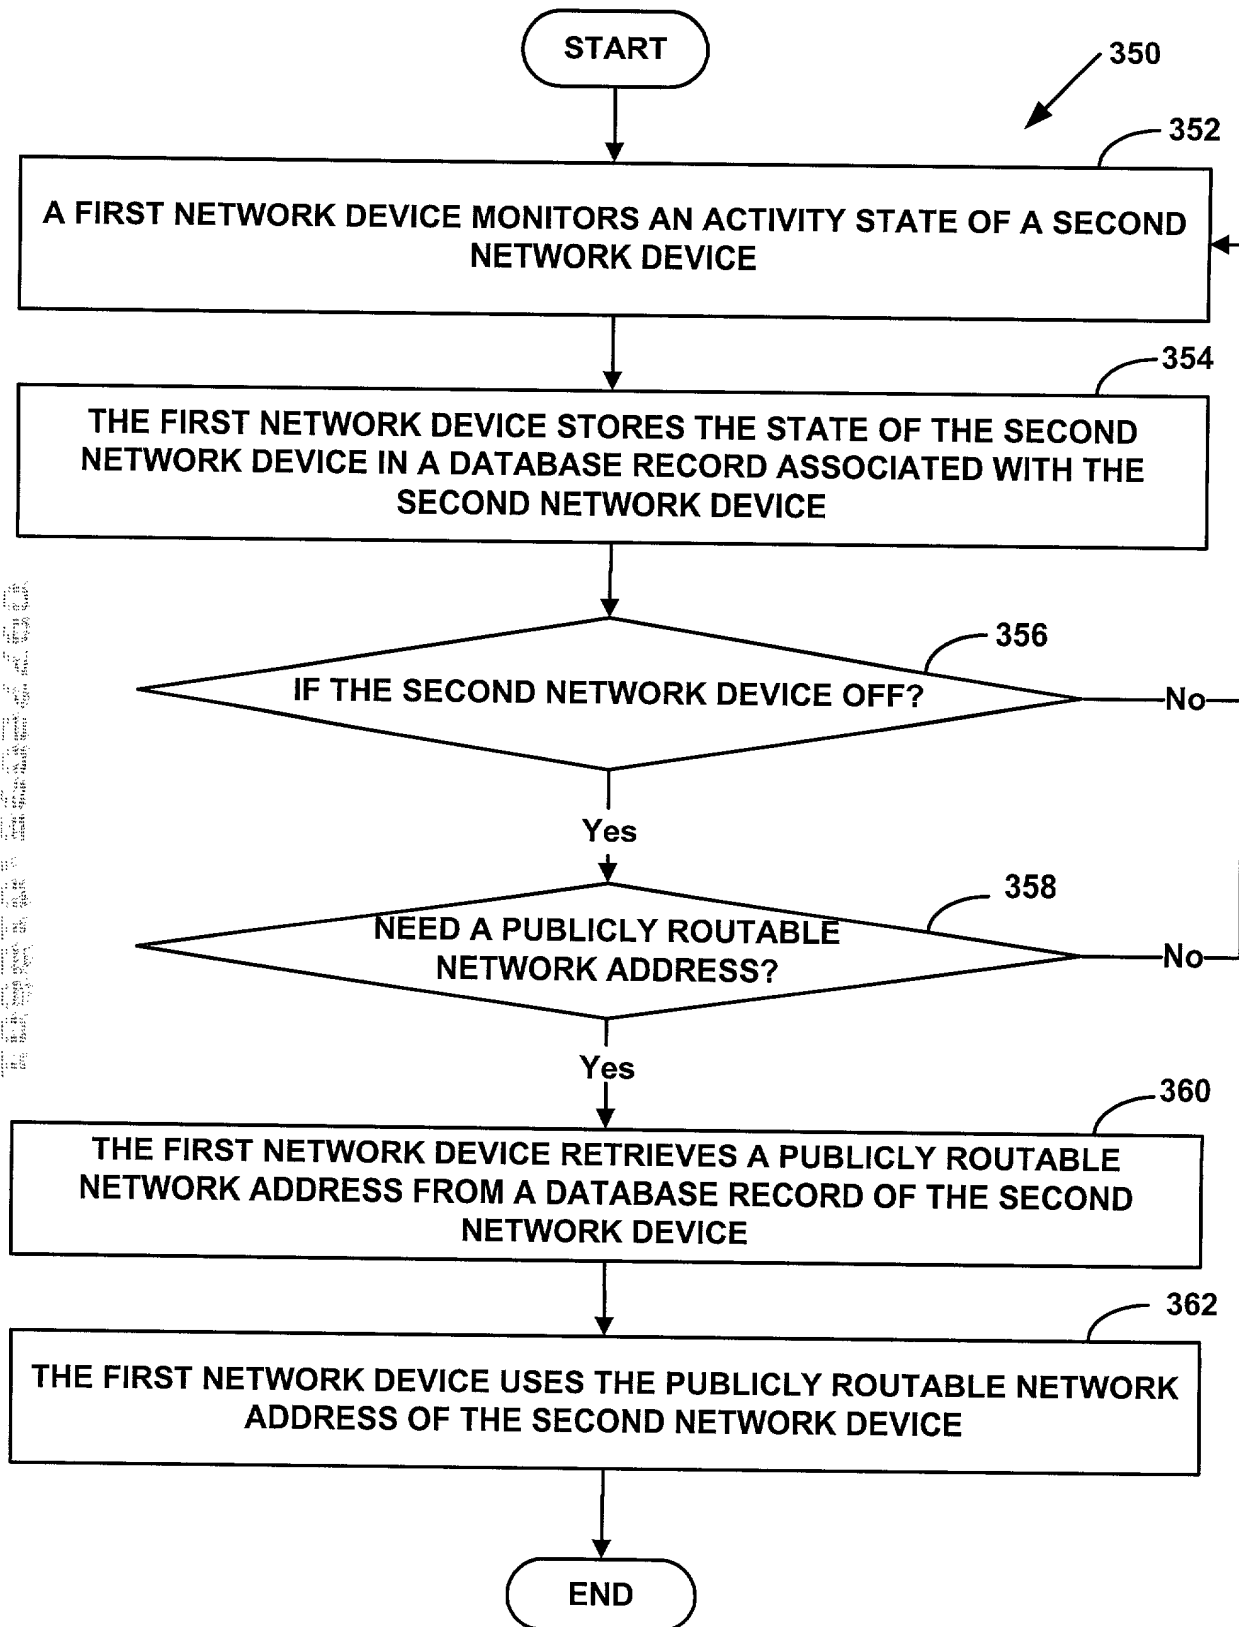 START
350
352
A FIRST NETWORK DEVICE MONITORS AN ACTIVITY STATE OF A SECOND
NETWORK DEVICE
354
THE FIRST NETWORK DEVICE STORES THE STATE OF THE SECOND
NETWORK DEVICE IN A DATABASE RECORD ASSOCIATED WITH THE
SECOND NETWORK DEVICE
356
IF THE SECOND NETWORK DEVICE OFF?
No
Yes
358
NEED A PUBLICLY ROUTABLE
NETWORK ADDRESS?
No
Yes
360
THE FIRST NETWORK DEVICE RETRIEVES A PUBLICLY ROUTABLE
NETWORK ADDRESS FROM A DATABASE RECORD OF THE SECOND
NETWORK DEVICE
362
THE FIRST NETWORK DEVICE USES THE PUBLICLY ROUTABLE NETWORK
ADDRESS OF THE SECOND NETWORK DEVICE
END